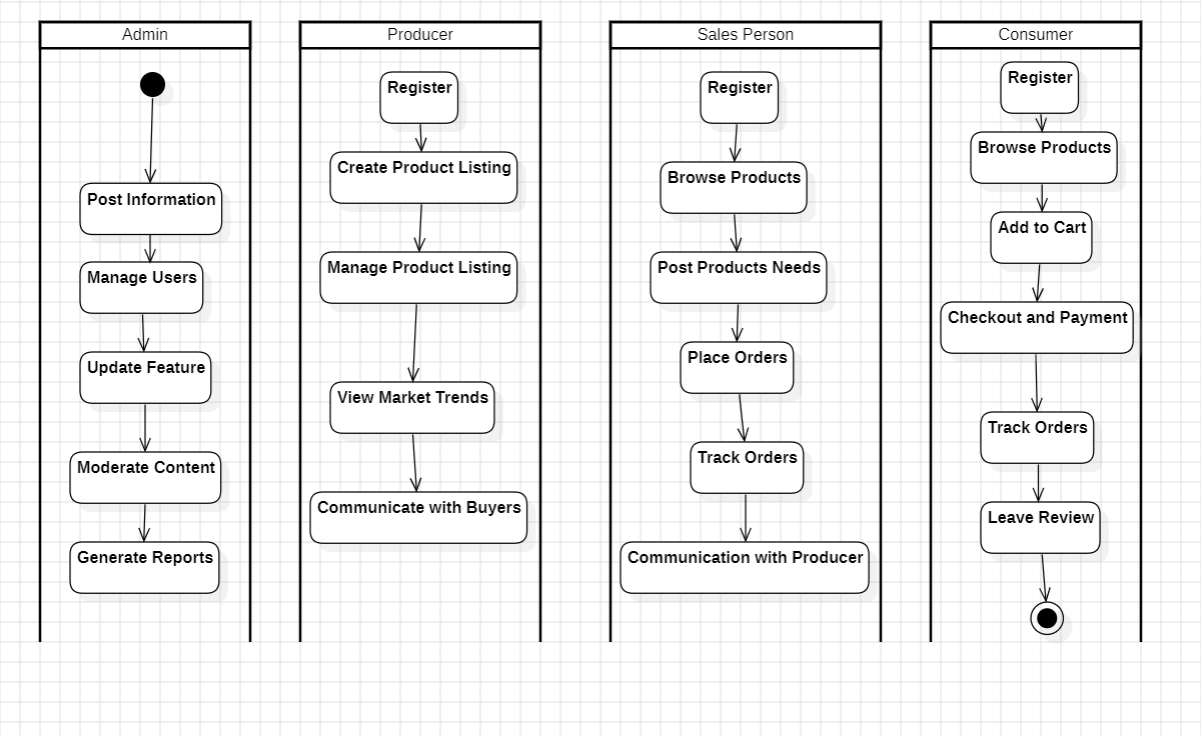 Admin
Post Information
Manage Users
Update Feature
Moderate Content
Generate Reports
Producer
Register
Create Product Listing
Manage Product Listing
View Market Trends
Communicate with Buyers
Sales Person
Register
Browse Products
Post Products Needs
Place Orders
Track Orders
Communication with Producer
Consumer
Register
Browse Products
Add to Cart
Checkout and Payment
Track Orders
Leave Review